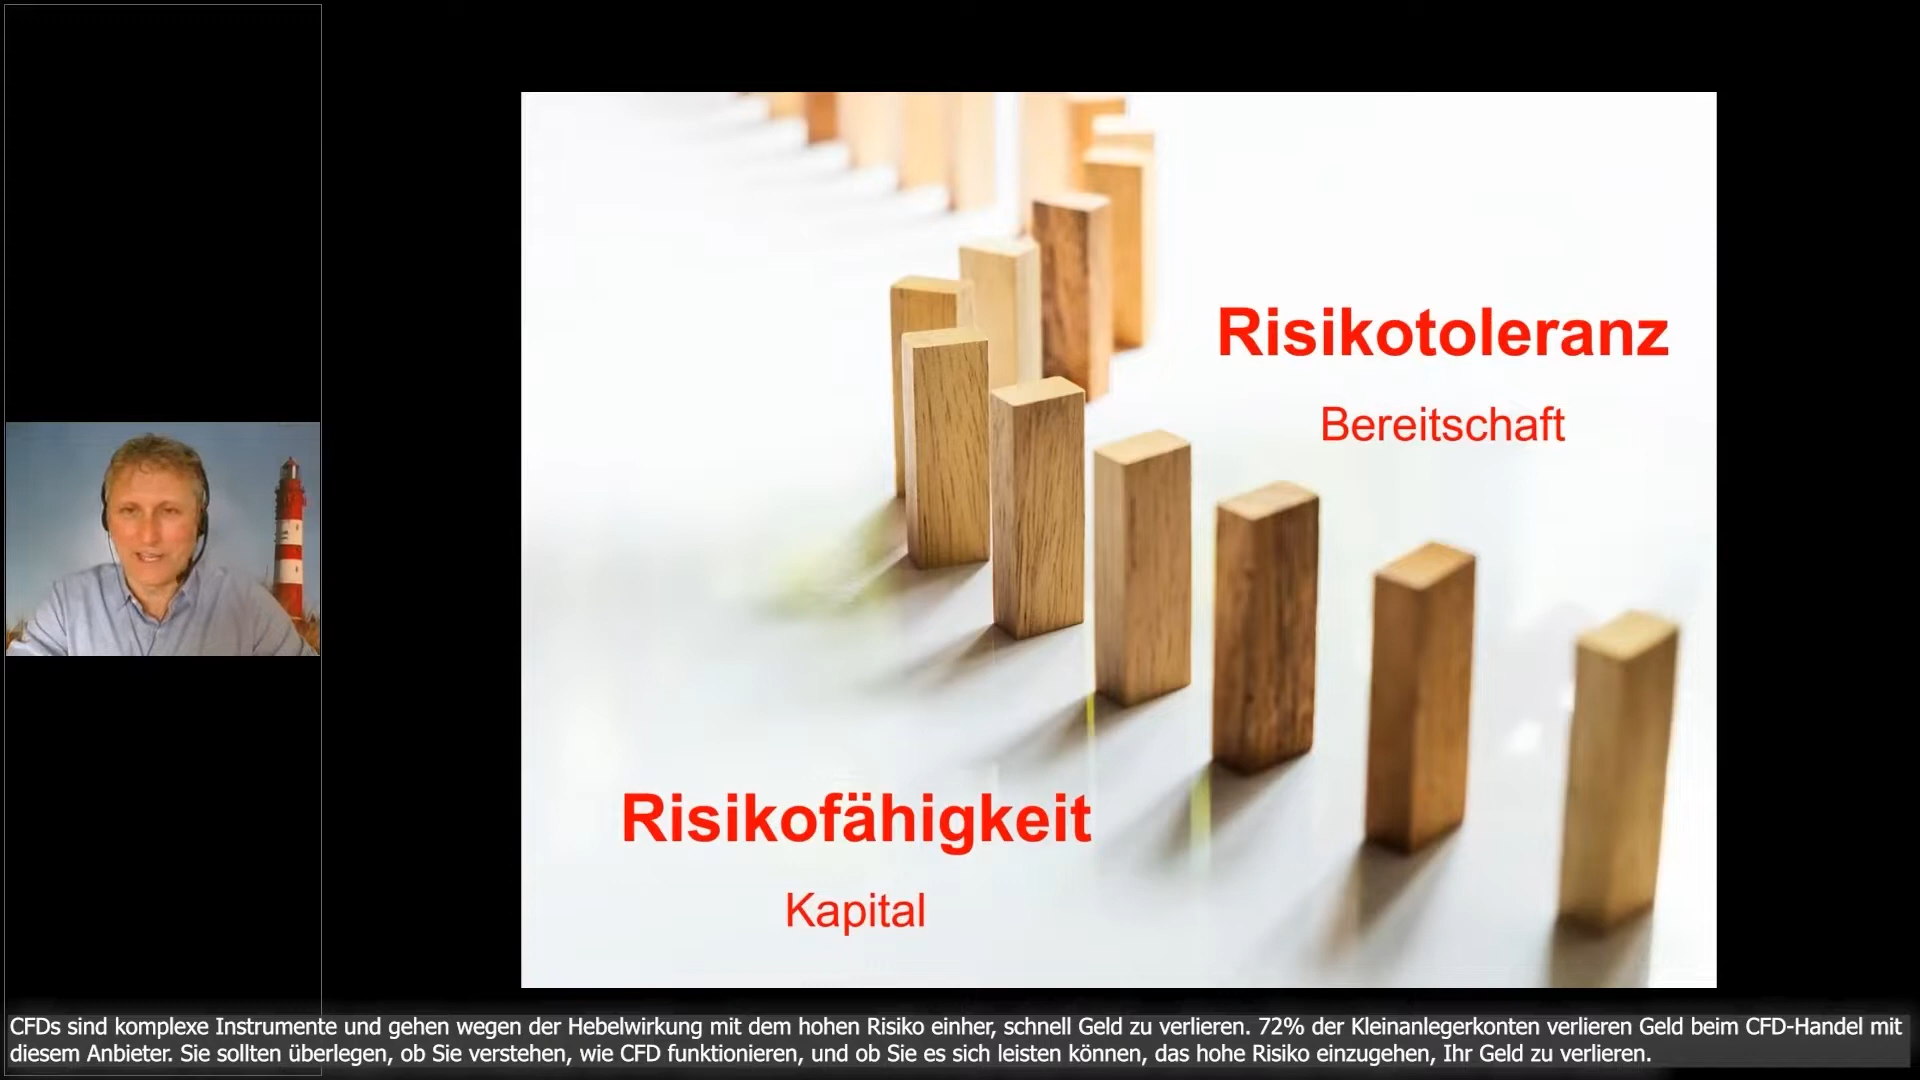 Risikotoleranz
Bereitschaft
Risikofähigkeit
Kapital
CFDs sind komplexe Instrumente und gehen wegen der Hebelwirkung mit dem hohen Risiko einher, schnell Geld zu verlieren. 72% der Kleinanlegerkonten verlieren Geld beim CFD-Handel mit
diesem Anbieter. Sie sollten überlegen, ob Sie verstehen, wie CFD funktionieren, und ob Sie es sich leisten können, das hohe Risiko einzugehen, Ihr Geld zu verlieren.